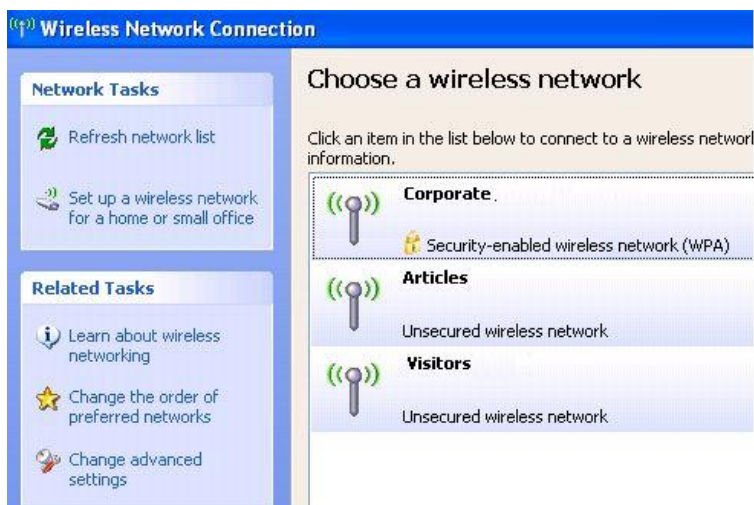 Wireless Network Connection
Network Tasks
Refresh network list
Set up a wireless network
for a home or small office
Related Tasks
Learn about wireless
networking
Change the order of
preferred networks
Change advanced
settings
Choose a wireless network
Click an item in the list below to connect to a wireless
information.
Corporate.
Security-enabled wireless network (WPA)
Articles
Unsecured wireless network
Visitors
Unsecured wireless network